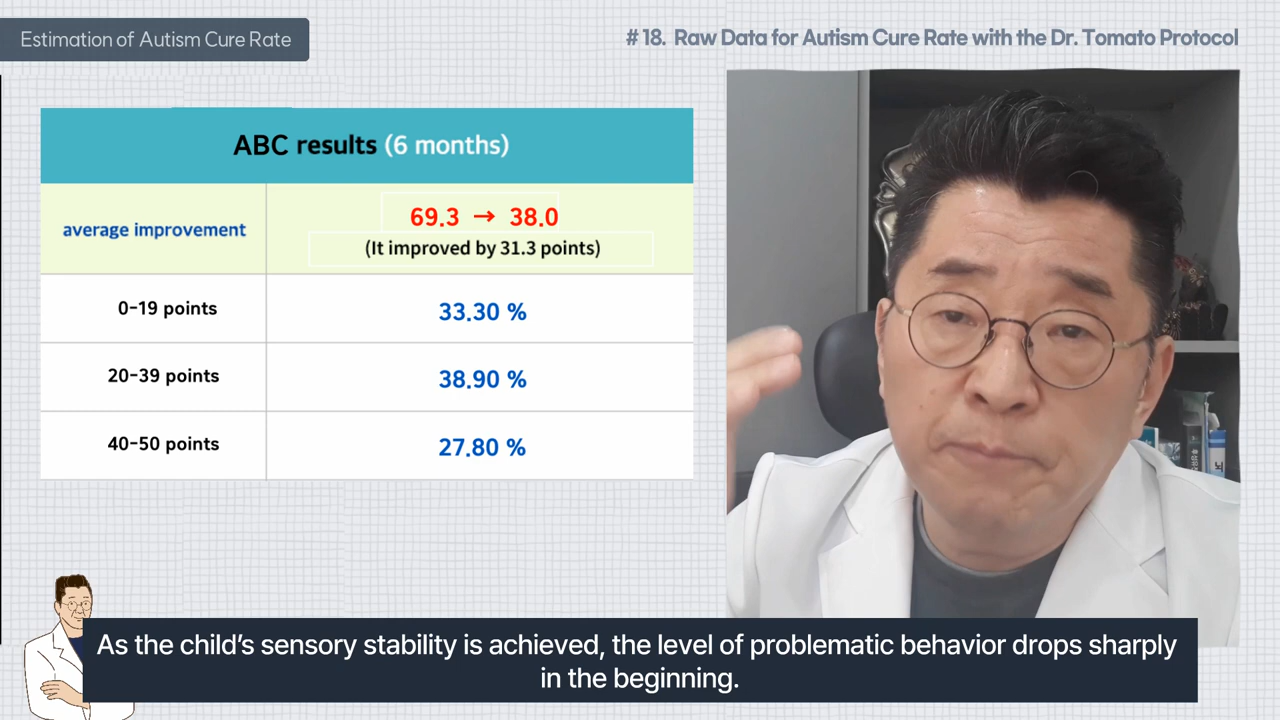 Estimation of Autism Cure Rate
# 18. Raw Data for Autism Cure Rate with the Dr. Tomato Protocol
ABC results (6 months)
average improvement
69.3 → 38.0
(It improved by 31.3 points)
0-19 points
33.30 %
20-39 points
38.90 %
40-50 points
27.80 %
As the child's sensory stability is achieved, the level of problematic behavior drops sharply
in the beginning.